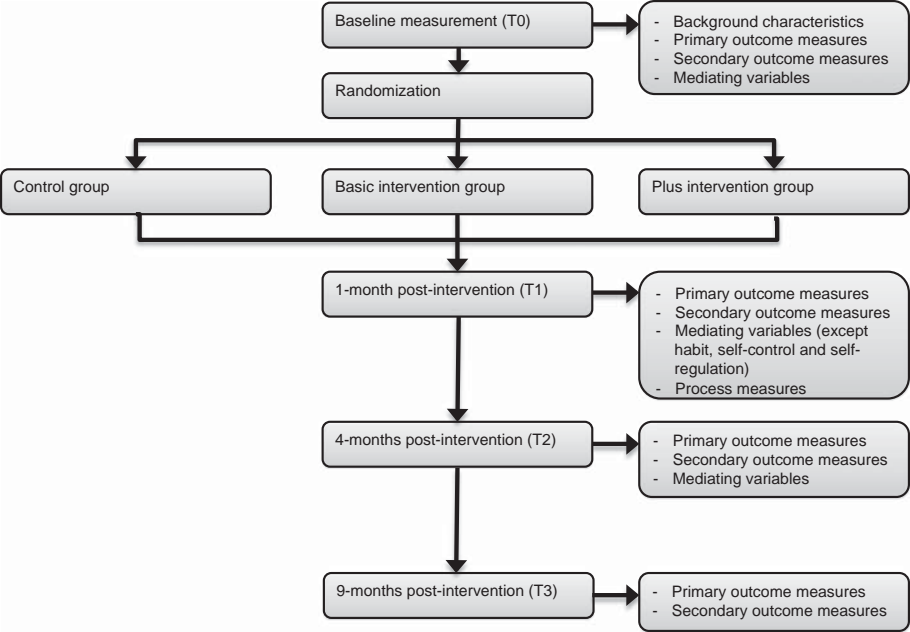 Baseline measurement (T0)
- Background characteristics
- Primary outcome measures
- Secondary outcome measures
- Mediating variables
Randomization
Control group
Basic intervention group
Plus intervention group
1-month post-intervention (T1)
- Primary outcome measures
- Secondary outcome measures
- Mediating variables (except
habit, self-control and self-
regulation)
- Process measures
4-months post-intervention (T2)
- Primary outcome measures
- Secondary outcome measures
- Mediating variables
9-months post-intervention (T3)
- Primary outcome measures
- Secondary outcome measures